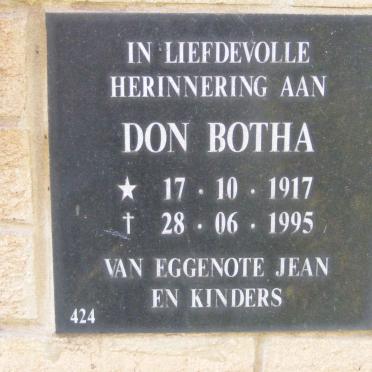 IN LIEFDEVOLLE
HERINNERING AAN
DON BOTHA
★ 17 · 10 · 1917
† 28 · 06 · 1995
VAN EGGENOTE JEAN
EN KINDERS
424